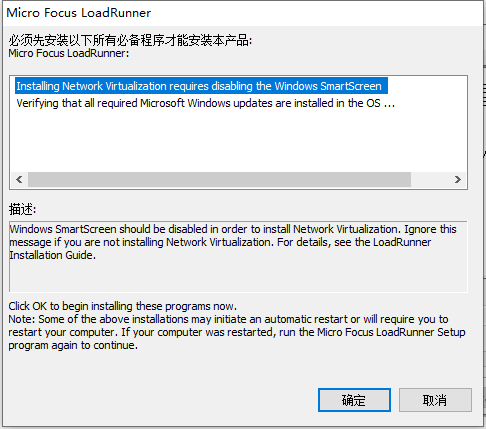 Micro Focus LoadRunner
必须先安装以下所有必备程序才能安装本产品:
Micro Focus LoadRunner:
Installing Network Virtualization requires disabling the Windows SmartScreen
Verifying that all required Microsoft Windows updates are installed in the OS ...
描述:
Windows SmartScreen should be disabled in order to install Network Virtualization. Ignore this
message if you are not installing Network Virtualization. For details, see the LoadRunner
Installation Guide.
Click OK to begin installing these programs now.
Note: Some of the above installations may initiate an automatic restart or will require you to
restart your computer. If your computer was restarted, run the Micro Focus LoadRunner Setup
program again to continue.
确定
取消